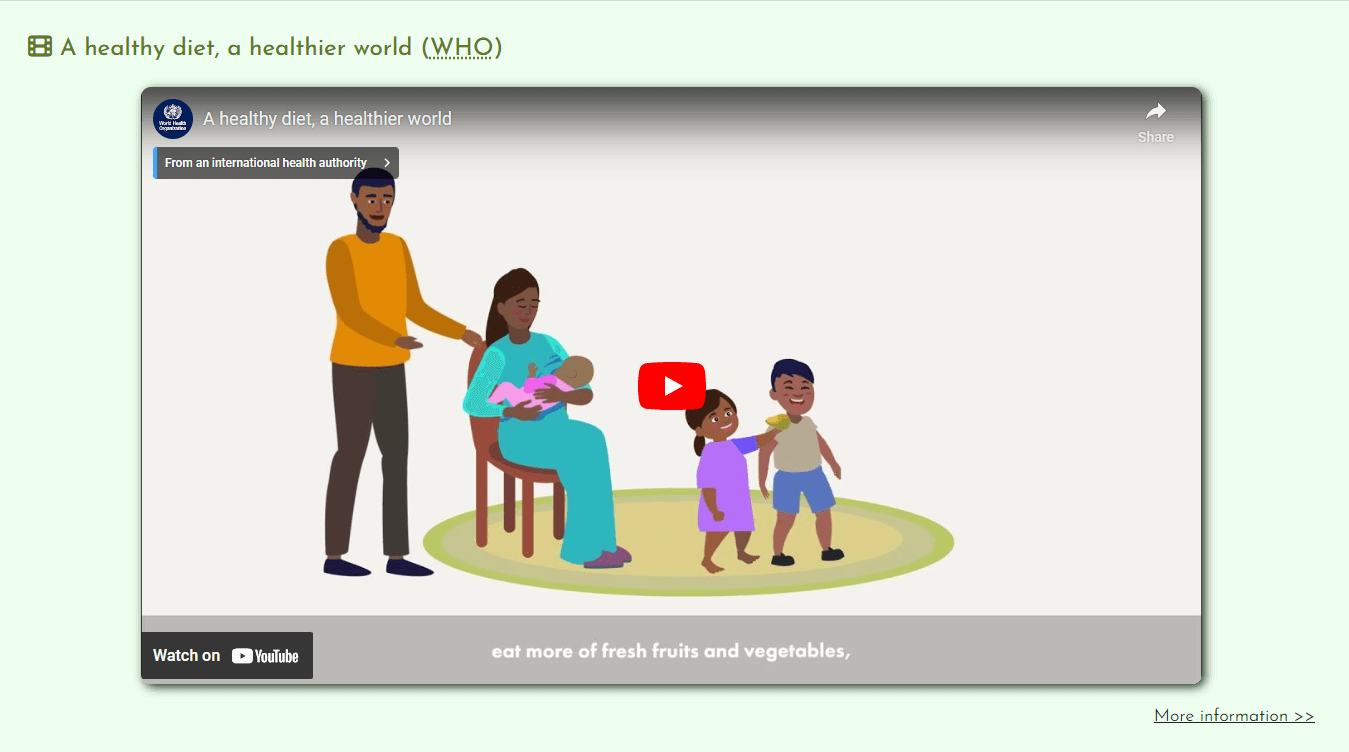 A healthy diet, a healthier world (WHO)
World Health
Organization
A healthy diet, a healthier world
Share
From an international health authority
eat more of fresh fruits and vegetables,
Watch on YouTube
More information >>